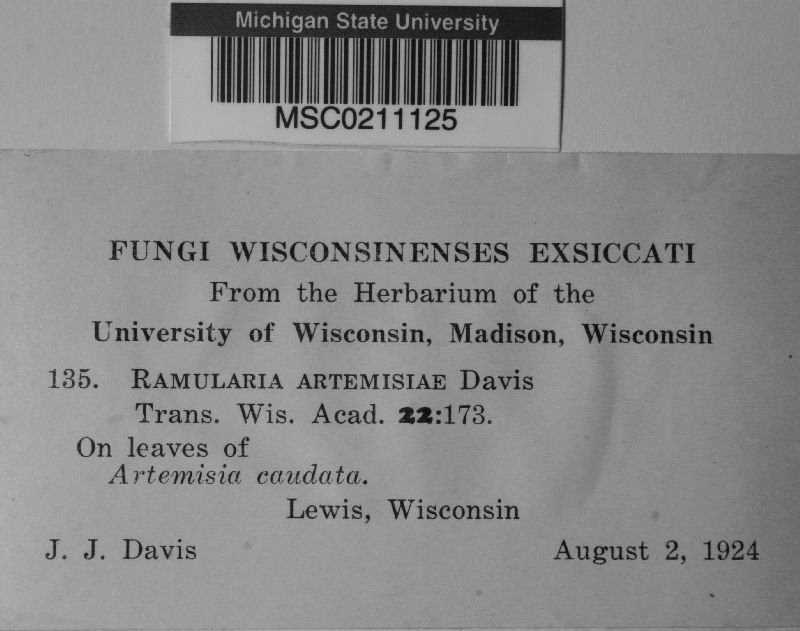 Michigan State University
MSC0211125
FUNGI WISCONSINENSES EXSICCATI
From the Herbarium of the
University of Wisconsin, Madison, Wisconsin
135. RAMULARIA ARTEMISIAE Davis
Trans. Wis. Acad. 22:173.
On leaves of
Artemisia caudata.
Lewis, Wisconsin
J. J. Davis August 2, 1924